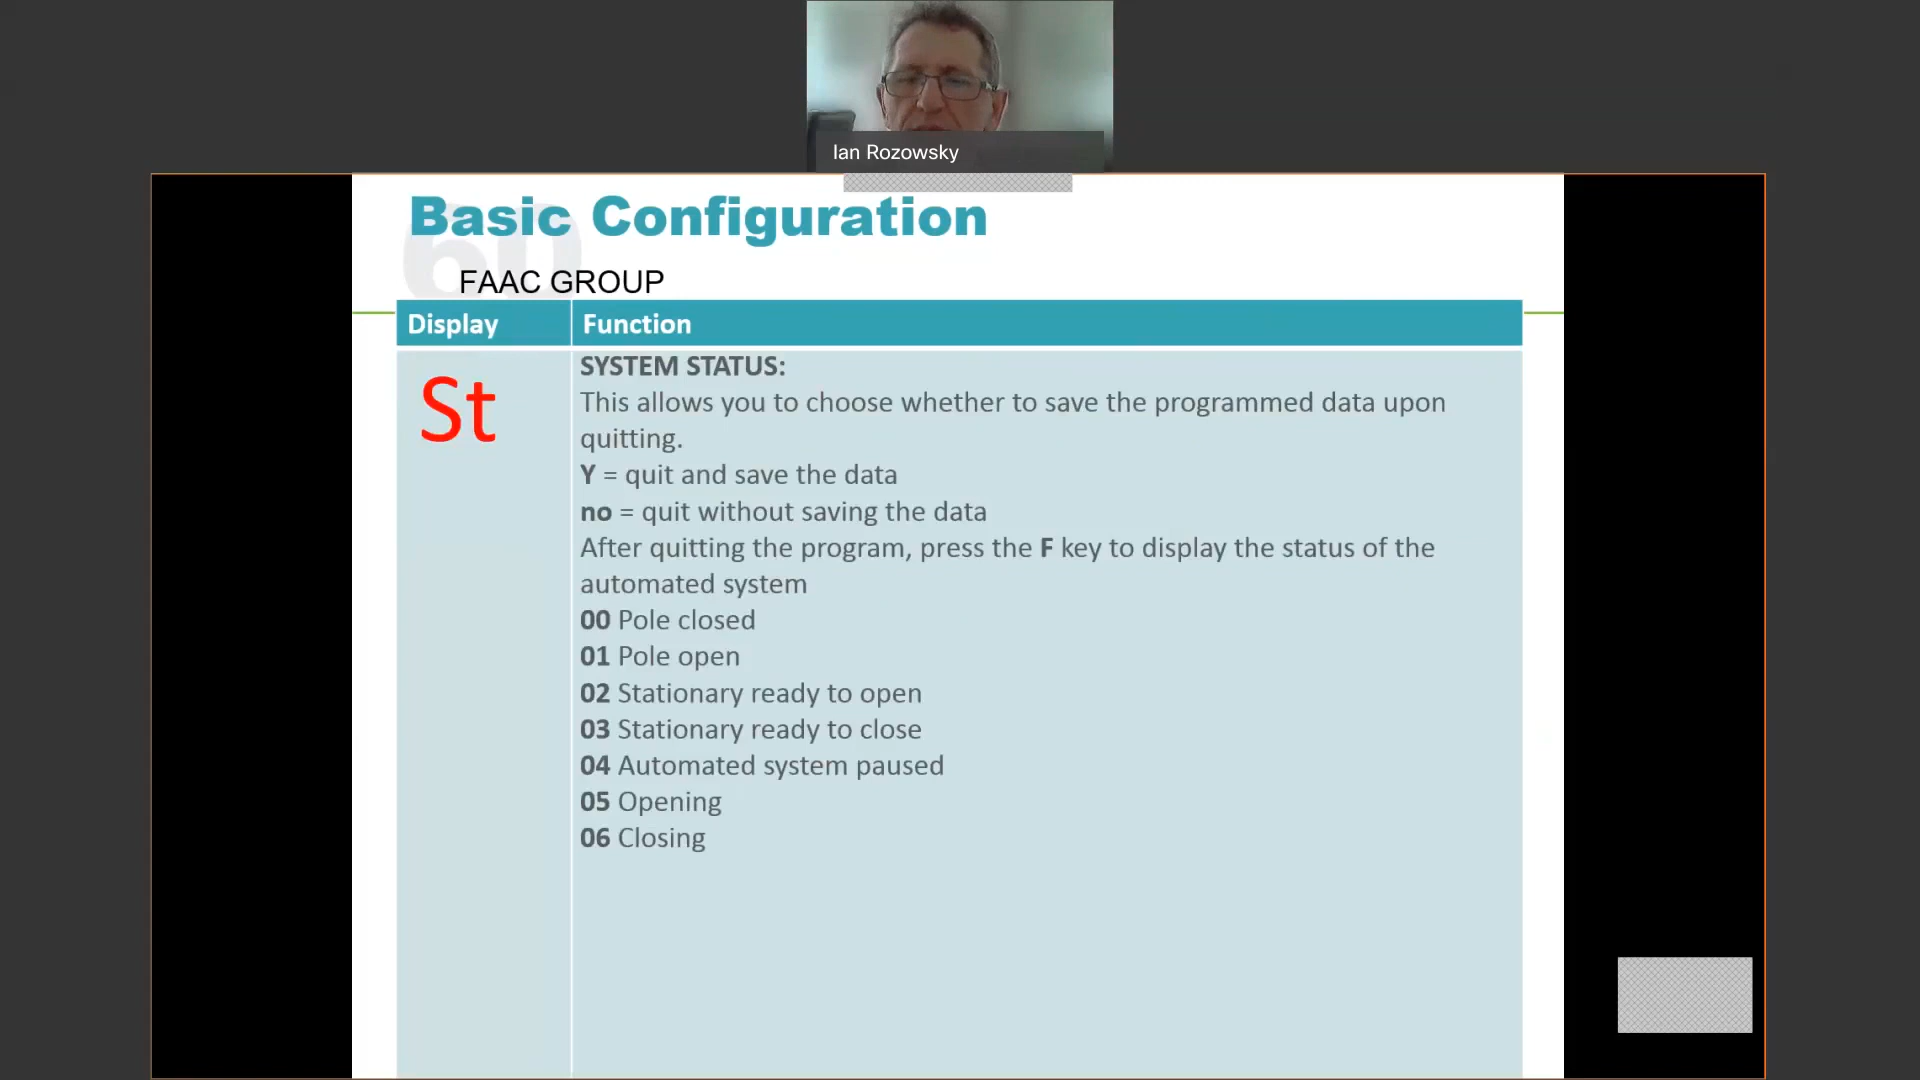 Ian Rozowsky
Basic Configuration
60
FAAC GROUP
Display Function
St
SYSTEM STATUS:
This allows you to choose whether to save the programmed data upon
quitting.
Y = quit and save the data
no = quit without saving the data
After quitting the program, press the F key to display the status of the
automated system
00 Pole closed
01 Pole open
02 Stationary ready to open
03 Stationary ready to close
04 Automated system paused
05 Opening
06 Closing